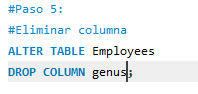 #Paso 5:
#Eliminar columna
ALTER TABLE Employees
DROP COLUMN genus;